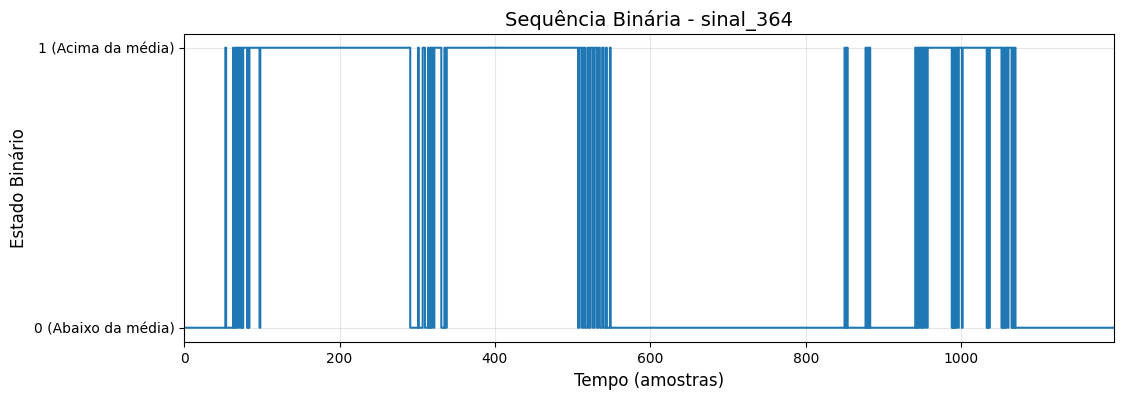 Sequência Binária - sinal_364
1 (Acima da média)
Estado Binário
0 (Abaixo da média)
0 200 400 600 800 1000
Tempo (amostras)